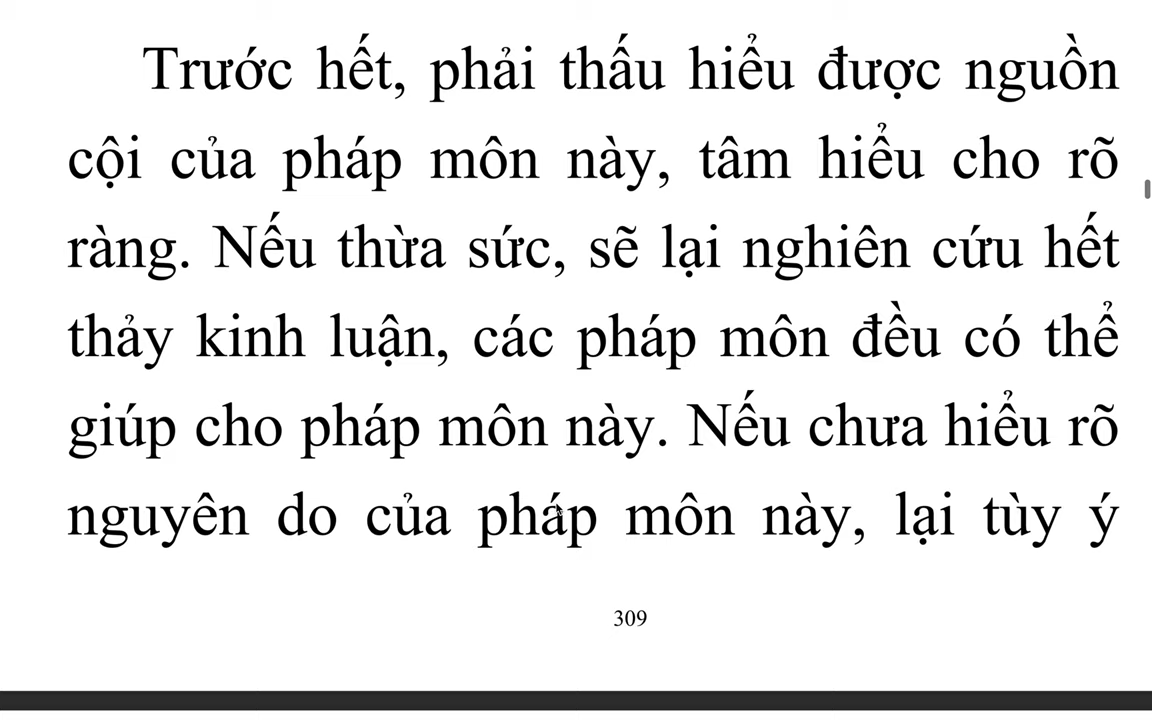 Trước hết, phải thấu hiểu được nguồn
cội của pháp môn này, tâm hiểu cho rõ
ràng. Nếu thừa sức, sẽ lại nghiên cứu hết
thảy kinh luận, các pháp môn đều có thể
giúp cho pháp môn này. Nếu chưa hiểu rõ
nguyên do của pháp môn này, lại tùy ý
309